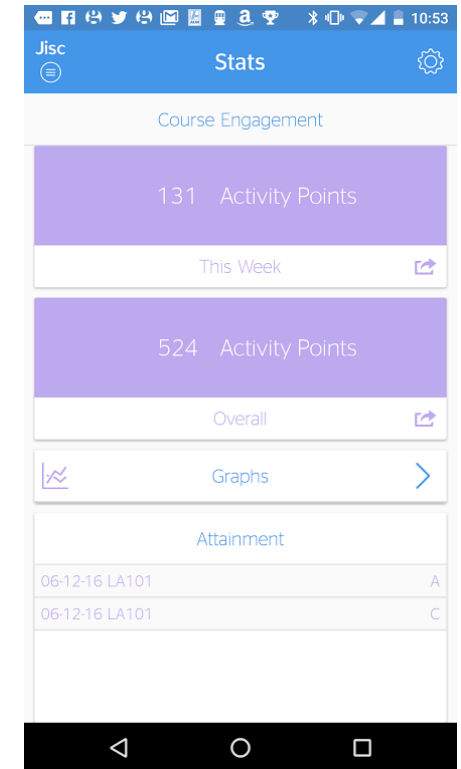 10:53
Jisc
Stats
Course Engagement
131 Activity Points
This Week
524 Activity Points
Overall
Graphs
Attainment
06-12-16 LA101 A
06-12-16 LA101 C